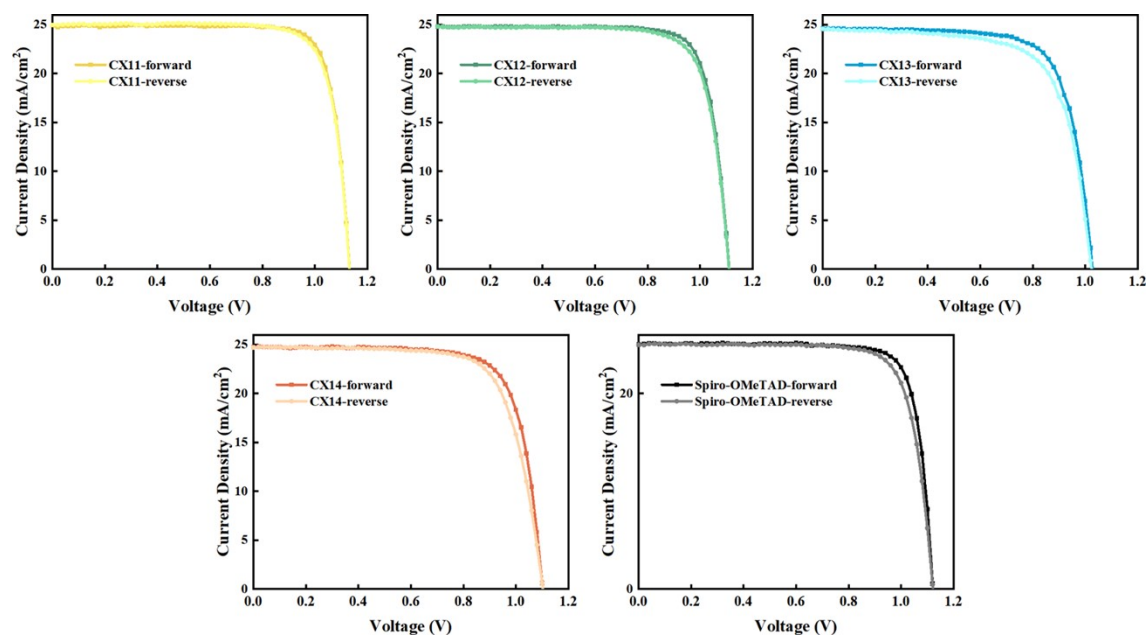 25
20
15
10
5
0
Current Density (mA/cm²)
CX11-forward
CX11-reverse
0.0 0.2 0.4 0.6 0.8 1.0 1.2
Voltage (V)
25
20
15
10
5
0
Current Density (mA/cm²)
CX12-forward
CX12-reverse
0.0 0.2 0.4 0.6 0.8 1.0 1.2
Voltage (V)
25
20
15
10
5
0
Current Density (mA/cm²)
CX13-forward
CX13-reverse
0.0 0.2 0.4 0.6 0.8 1.0 1.2
Voltage (V)
25
20
15
10
5
0
Current Density (mA/cm²)
CX14-forward
CX14-reverse
0.0 0.2 0.4 0.6 0.8 1.0 1.2
Voltage (V)
20
0
Current Density (mA/cm²)
Spiro-OMeTAD-forward
Spiro-OMeTAD-reverse
0.0 0.2 0.4 0.6 0.8 1.0 1.2
Voltage (V)